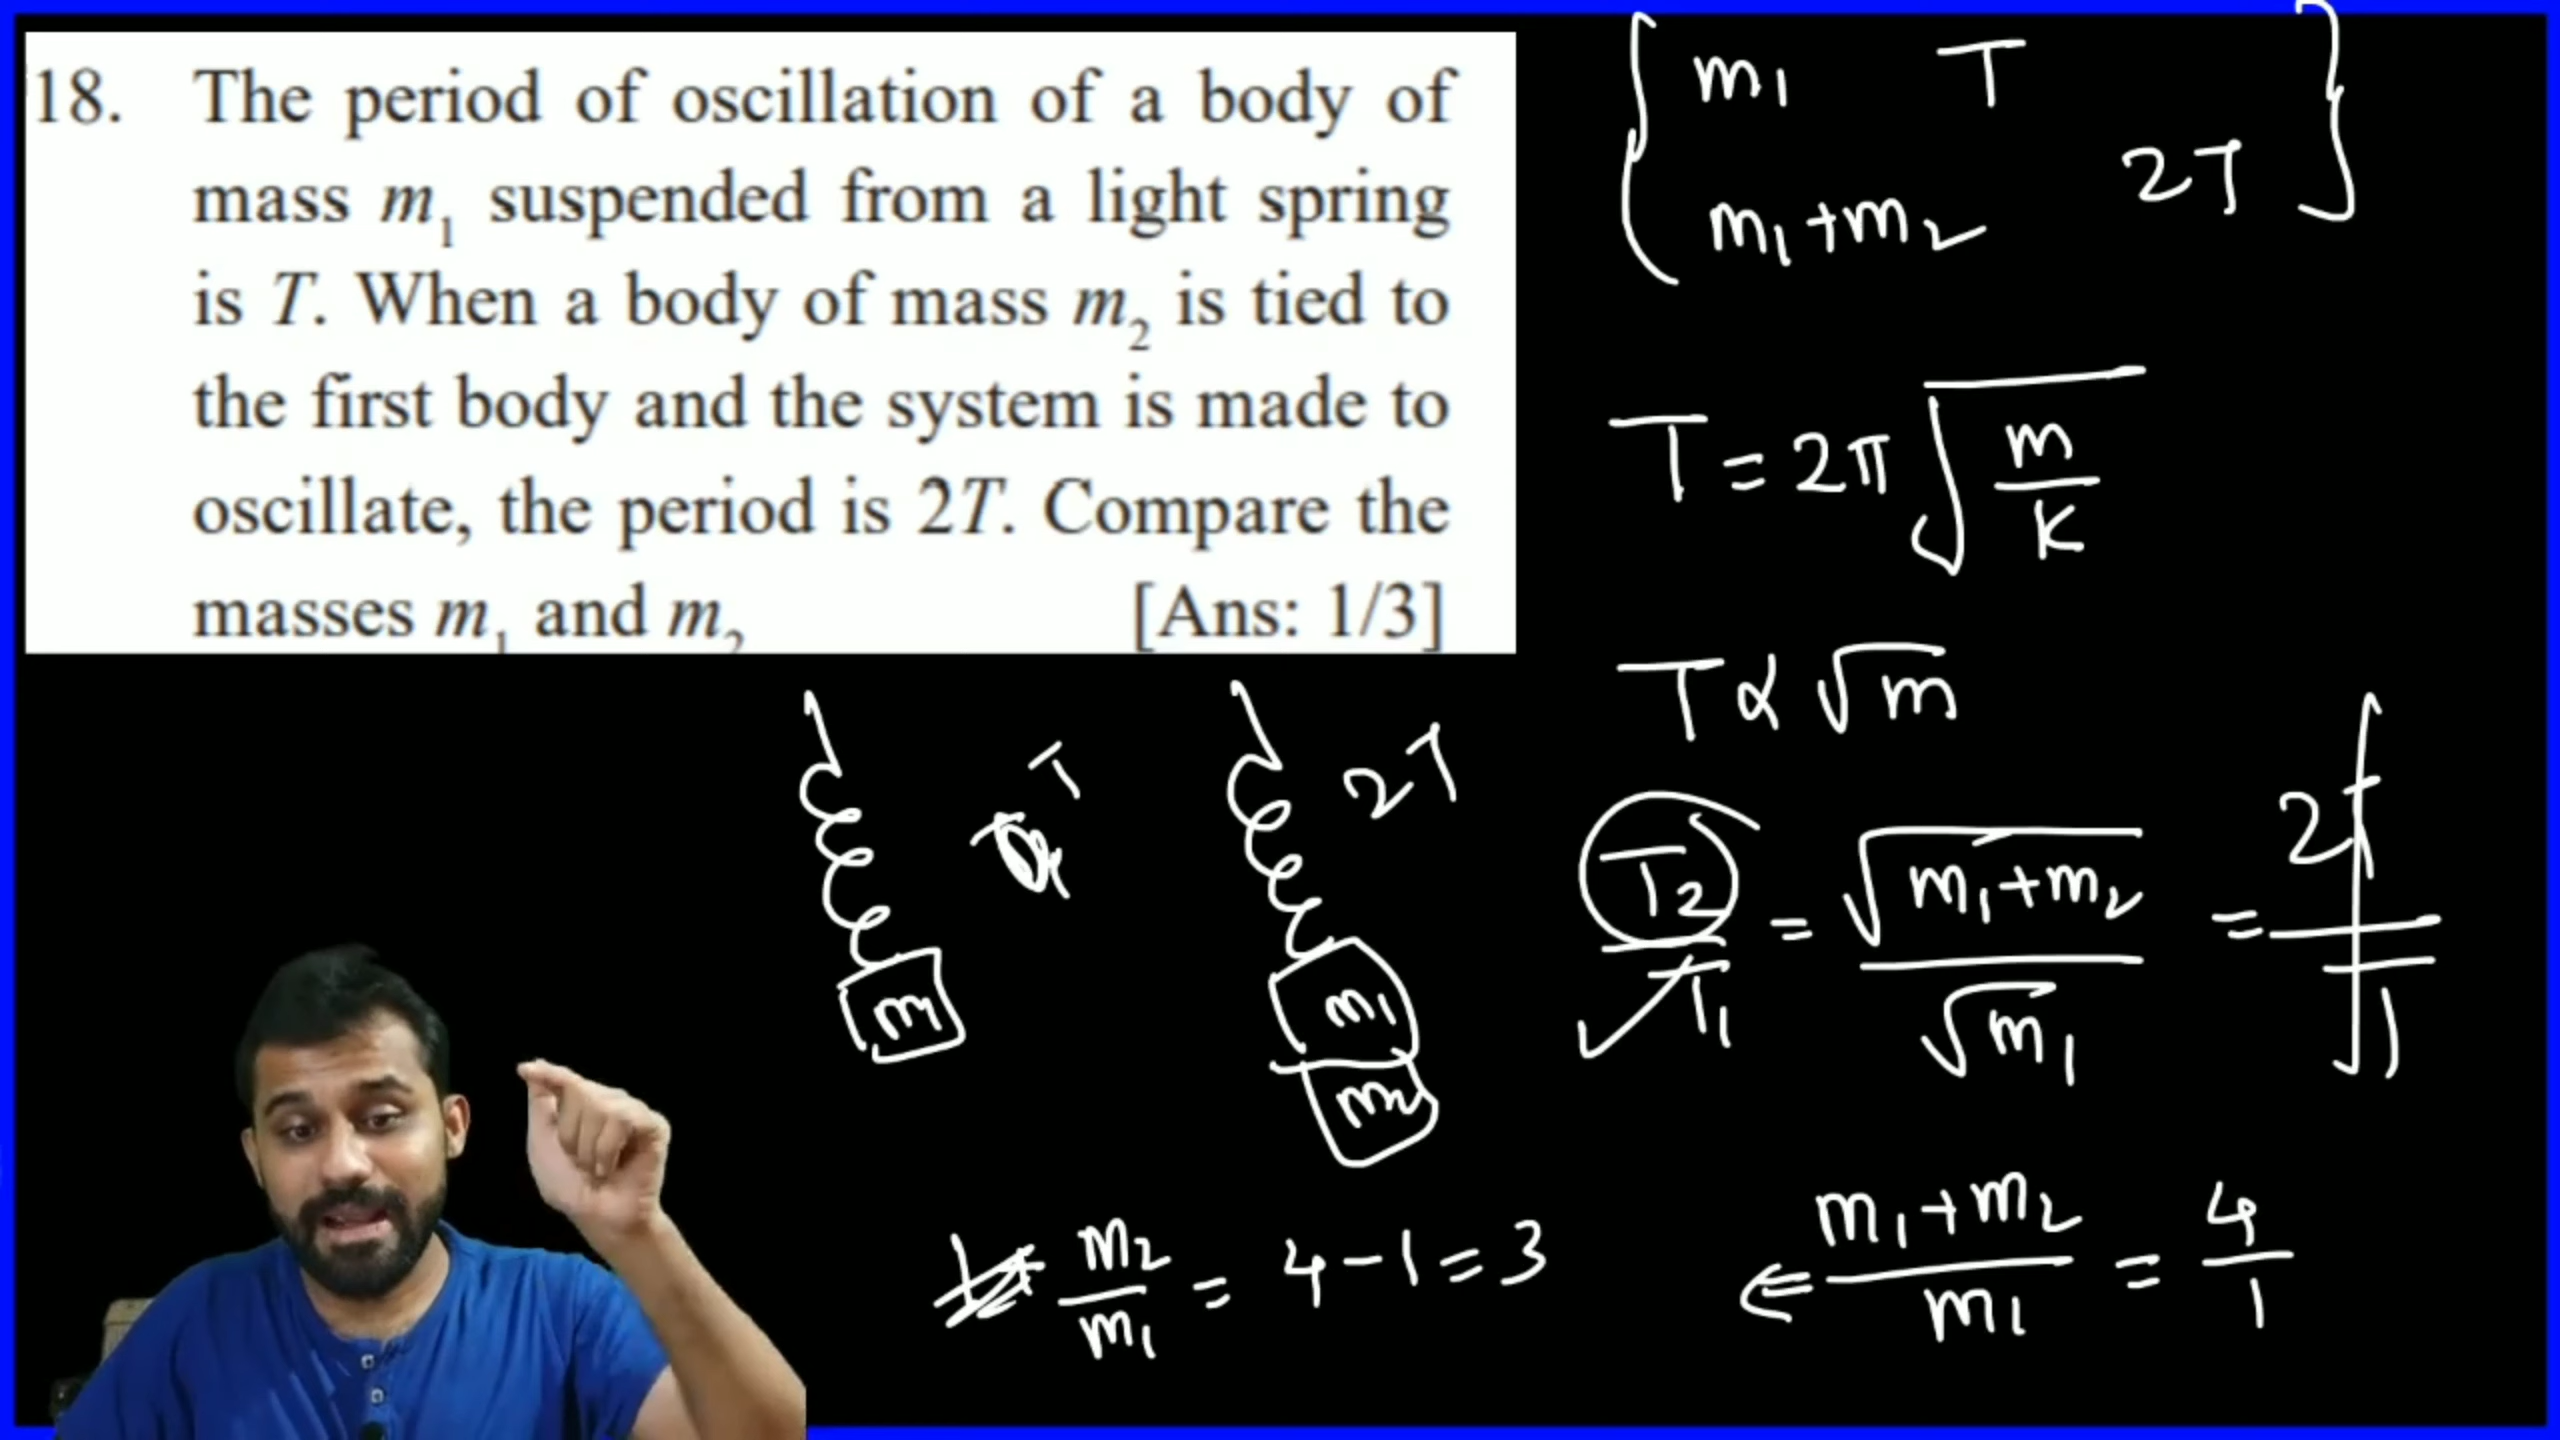 18. The period of oscillation of a body of
mass m₁ suspended from a light spring
is T. When a body of mass m₂ is tied to
the first body and the system is made to
oscillate, the period is 2T. Compare the
masses m₁ and m₂ [Ans: 1/3]
m₁ T
m₁+m₂ 2T
T = 2π √(m/K)
T ∝ √m
T₂/T₁ = √(m₁+m₂)/√m₁ = 2T/T
(m₁+m₂)/m₁ = 4/1
m₂/m₁ = 4-1 = 3
T
m₁
2T
m₁
m₂